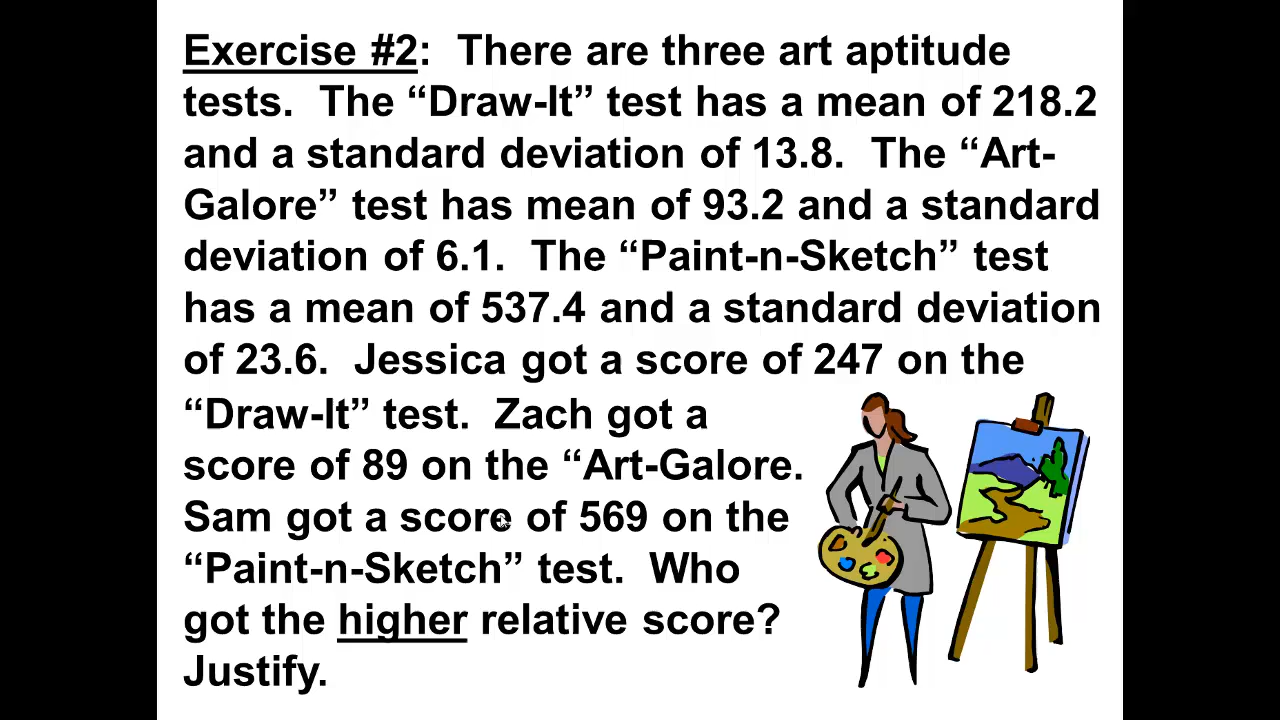 Exercise #2:  There are three art aptitude
tests.  The “Draw-It” test has a mean of 218.2
and a standard deviation of 13.8.  The “Art-
Galore” test has mean of 93.2 and a standard
deviation of 6.1.  The “Paint-n-Sketch” test
has a mean of 537.4 and a standard deviation
of 23.6.  Jessica got a score of 247 on the
“Draw-It” test.  Zach got a
score of 89 on the “Art-Galore.
Sam got a score of 569 on the
“Paint-n-Sketch” test.  Who
got the higher relative score?
Justify.